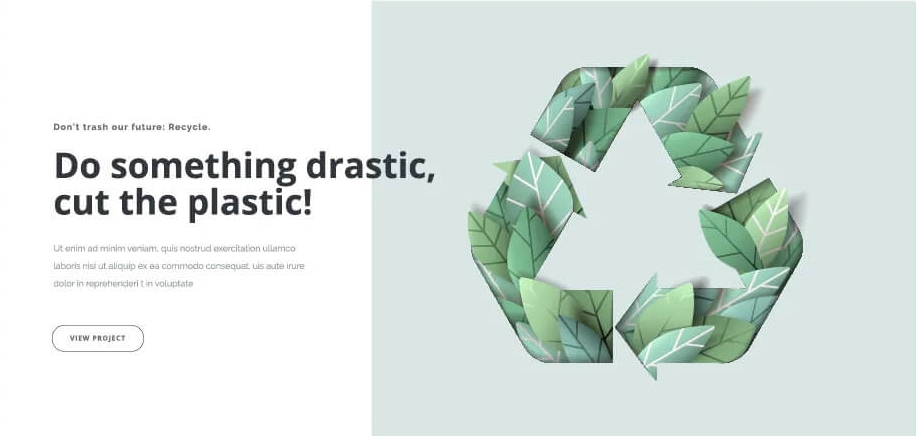 Don't trash our future: Recycle.
Do something drastic,
cut the plastic!
Ut enim ad minim veniam, quis nostrud exercitation ullamco
laboris nisi ut aliquip ex ea commodo consequat. uis aute irure
dolor in reprehenderi t in voluptate
VIEW PROJECT